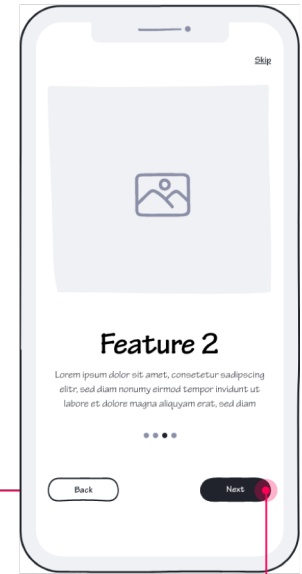 Skip
Feature 2
Lorem ipsum dolor sit amet, consetetur sadipscing
elitr, sed diam nonumy eirmod tempor invidunt ut
labore et dolore magna aliquyam erat, sed diam
Back Next